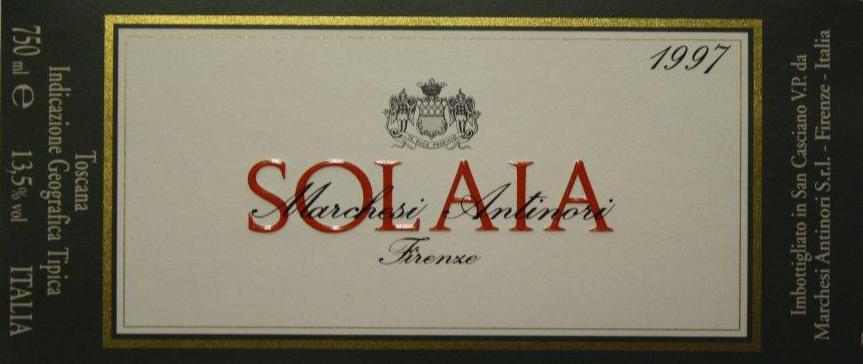 750 ml e 13,5% vol ITALIA
Indicazione Geografica Tipica
Toscana
1997
SOLAIA
Marchesi Antinori
Firenze
Imbottigliato in San Casciano V.P. da
Marchesi Antinori S.r.l. - Firenze - Italia